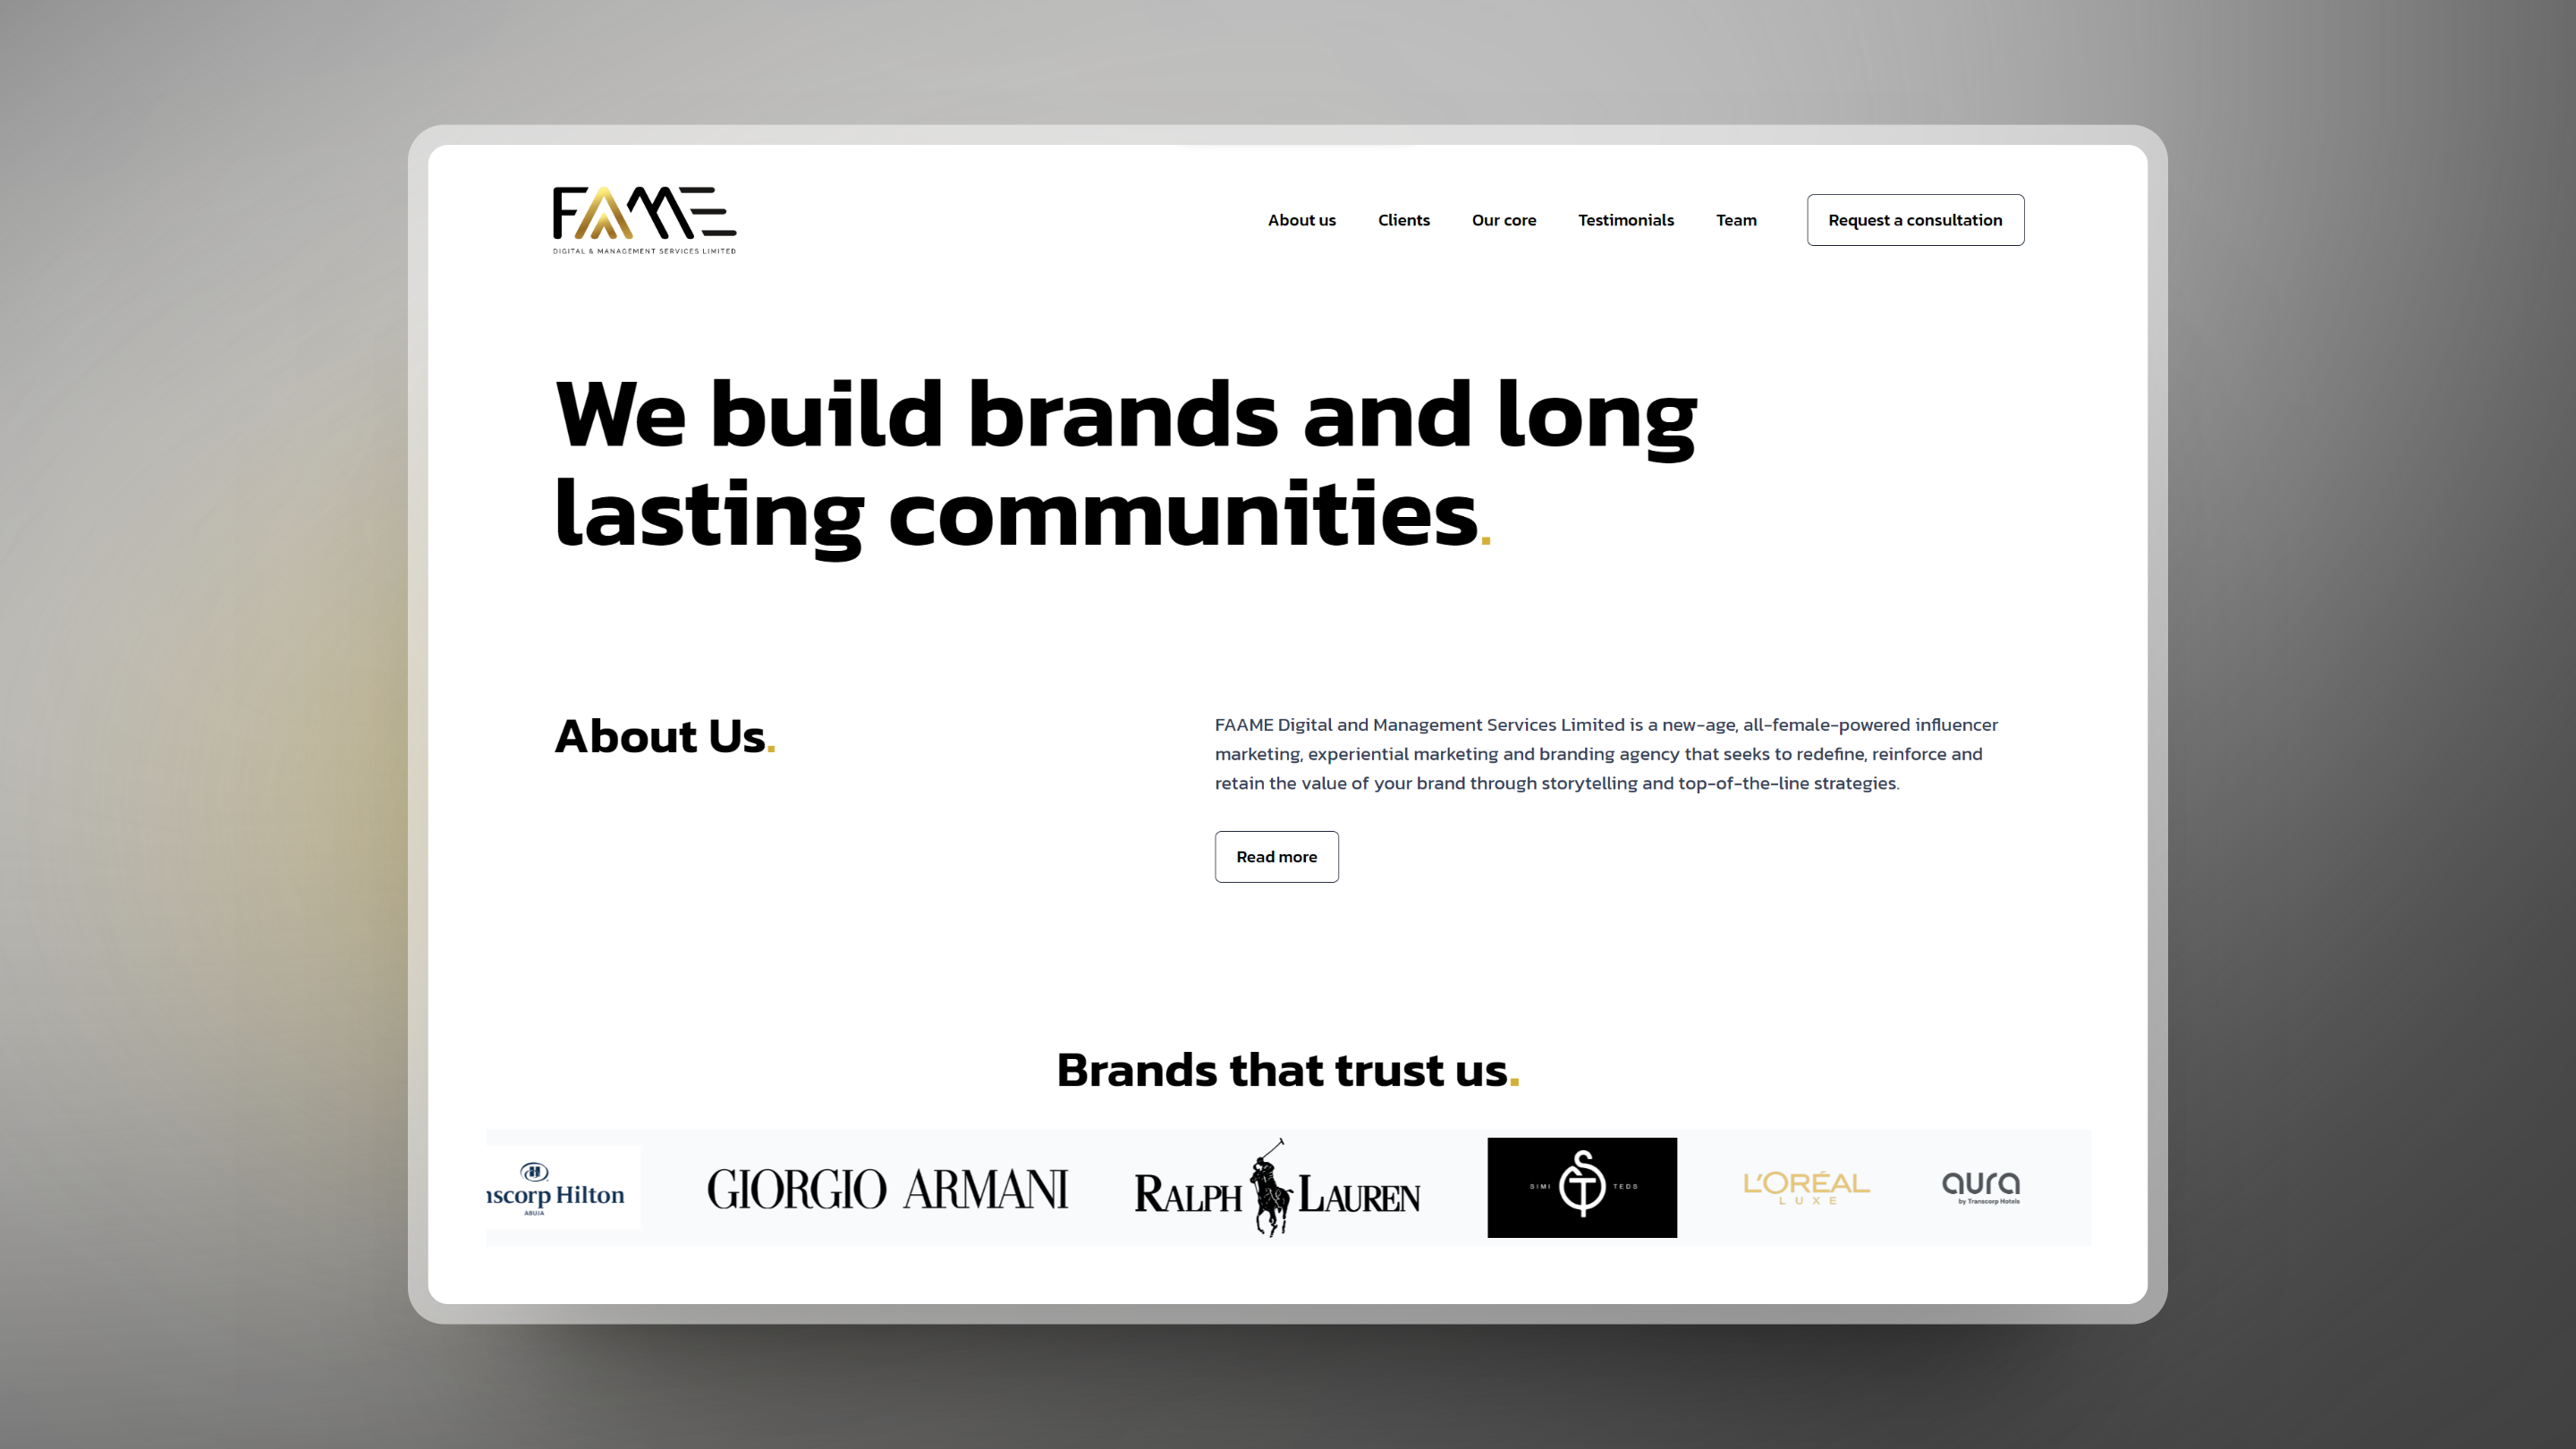 FAME
DIGITAL & MANAGEMENT SERVICES LIMITED
About us Clients Our core Testimonials Team Request a consultation
We build brands and long
lasting communities.
About Us.
FAAME Digital and Management Services Limited is a new-age, all-female-powered influencer
marketing, experiential marketing and branding agency that seeks to redefine, reinforce and
retain the value of your brand through storytelling and top-of-the-line strategies.
Read more
Brands that trust us.
nscorp Hilton
ABUJA
GIORGIO ARMANI
RALPH LAUREN
SIMI ST TEDS
L'ORÉAL
LUXE
aura
by Transcorp Hotels